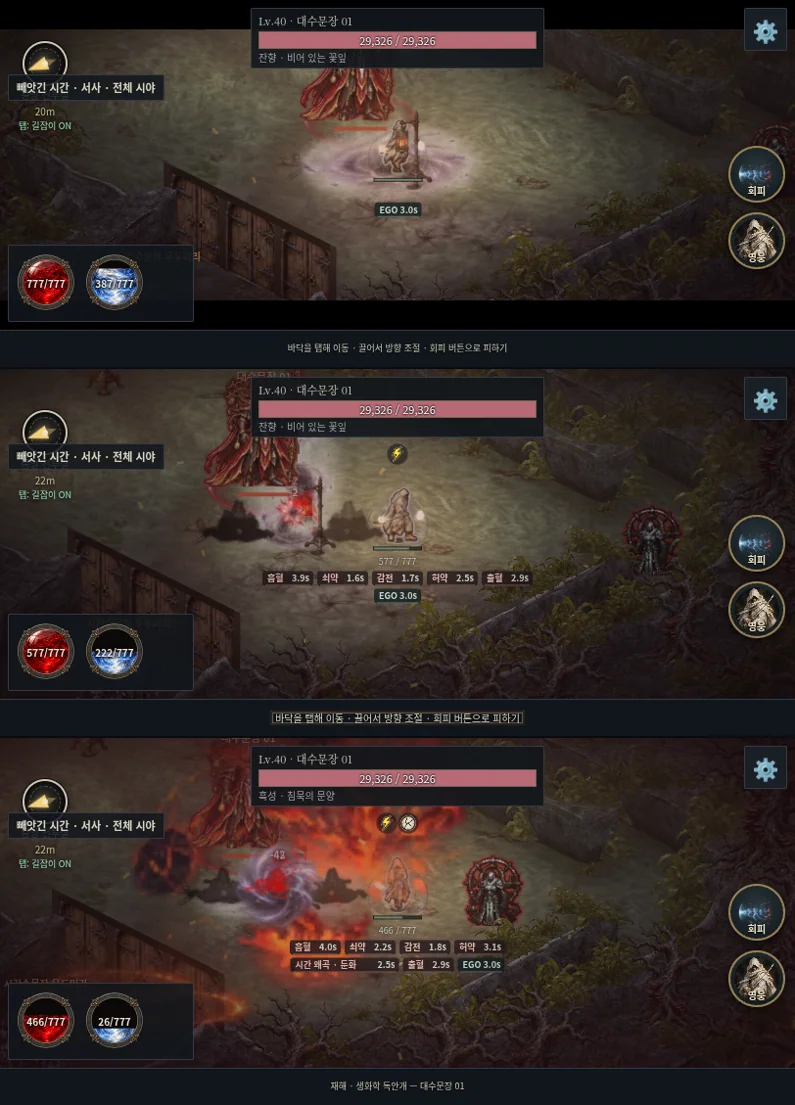 Lv.40 · 대수문장 01
29,326 / 29,326
잔향 · 비어 있는 꽃잎
빼앗긴 시간 · 서사 · 전체 시야
20m
탭: 길잡이 ON
회피
EGO 3.0s
영웅
777/777
387/777
바닥을 탭해 이동 · 끌어서 방향 조절 · 회피 버튼으로 피하기
대수문장 01
Lv.40 · 대수문장 01
29,326 / 29,326
잔향 · 비어 있는 꽃잎
빼앗긴 시간 · 서사 · 전체 시야
22m
탭: 길잡이 ON
회피
577 / 777
흡혈 3.9s 쇠약 1.6s 감전 1.7s 허약 2.5s 출혈 2.9s
EGO 3.0s
영웅
577/777
222/777
바닥을 탭해 이동 · 끌어서 방향 조절 · 회피 버튼으로 피하기
대수문장 01
Lv.40 · 대수문장 01
29,326 / 29,326
흑성 · 침묵의 문양
빼앗긴 시간 · 서사 · 전체 시야
22m
탭: 길잡이 ON
-42
회피
466 / 777
흡혈 4.0s 쇠약 2.2s 감전 1.8s 허약 3.1s
시간 왜곡 · 둔화 2.5s 출혈 2.9s EGO 3.0s
영웅
466/777
26/777
재해 · 생화학 독안개 — 대수문장 01